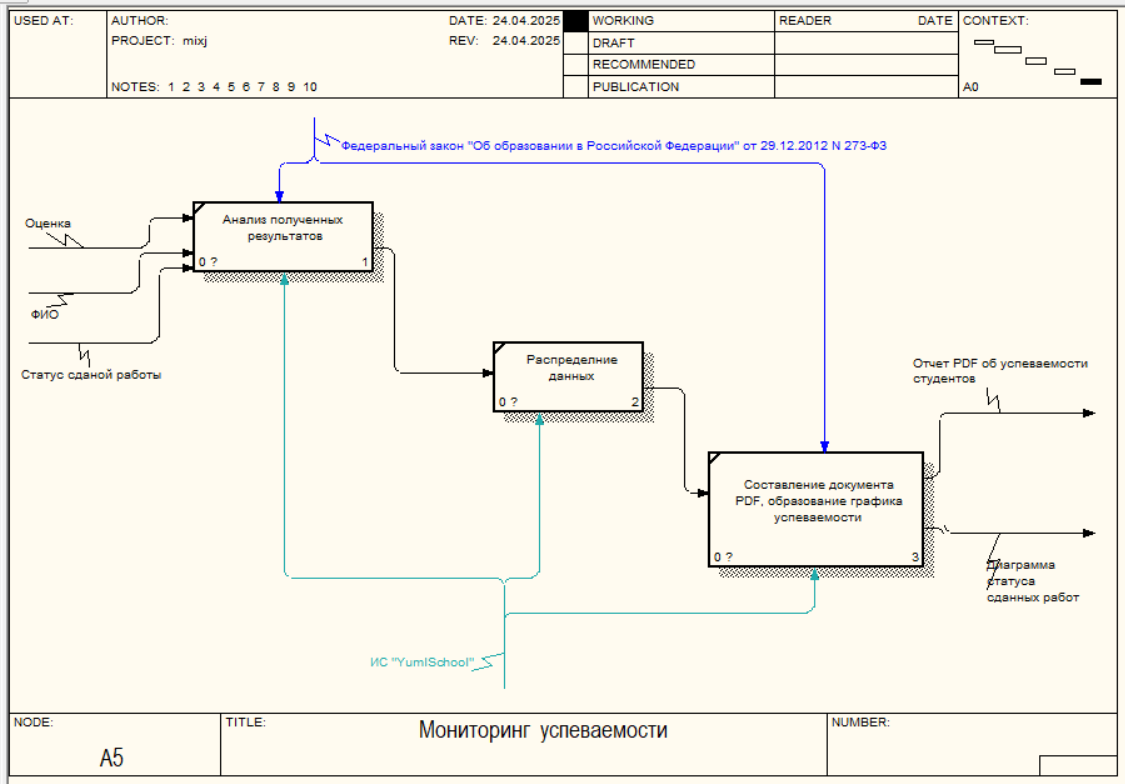 USED AT:
AUTHOR:
DATE: 24.04.2025
WORKING
READER
DATE
CONTEXT:
PROJECT: mixj
REV: 24.04.2025
DRAFT
RECOMMENDED
NOTES: 1 2 3 4 5 6 7 8 9 10
PUBLICATION
A0
Федеральный закон "Об образовании в Российской Федерации" от 29.12.2012 N 273-ФЗ
Оценка
Анализ полученных
результатов
0 ?
1
ФИО
Статус сданой работы
Распределние
данных
0 ?
2
Отчет PDF об успеваемости
студентов
Составление документа
PDF, образование графика
успеваемости
0 ?
3
Диаграмма
статуса
сданных работ
ИС "YumISchool"
NODE:
A5
TITLE:
Мониторинг успеваемости
NUMBER: